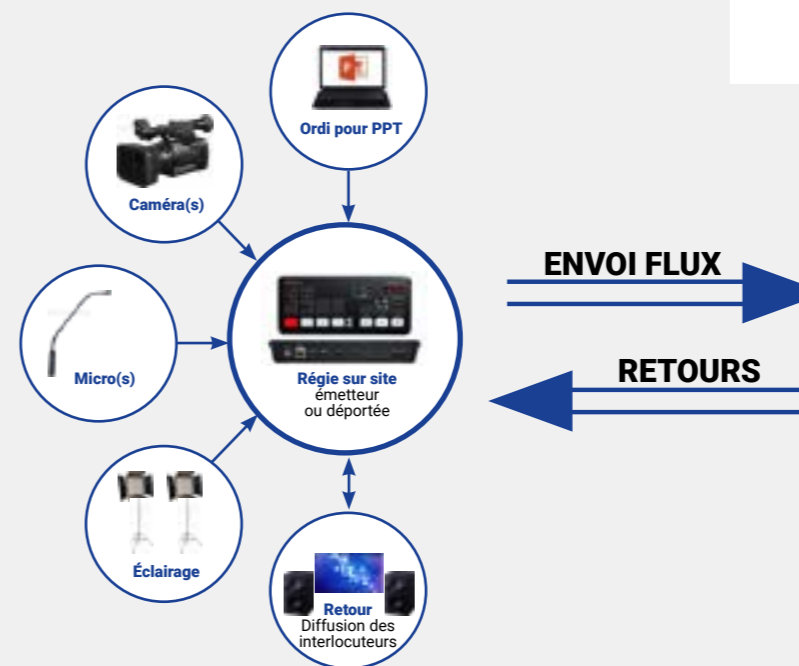 Ordi pour PPT
Caméra(s)
ENVOI FLUX
Micro(s)
Régie sur site
émetteur
ou déportée
RETOURS
Éclairage
Retour
Diffusion des
interlocuteurs